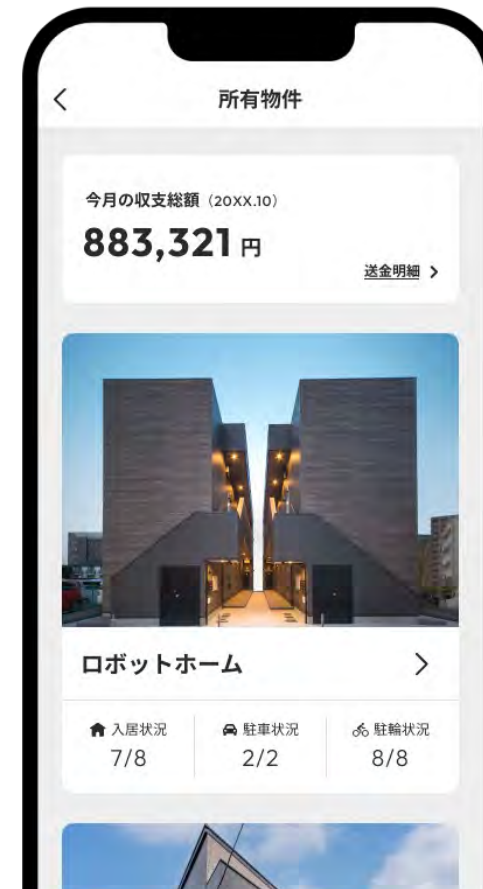 所有物件
今月の収支総額（20XX.10）
883,321 円
送金明細
ロボットホーム
入居状況 駐車状況 駐輪状況
7/8 2/2 8/8